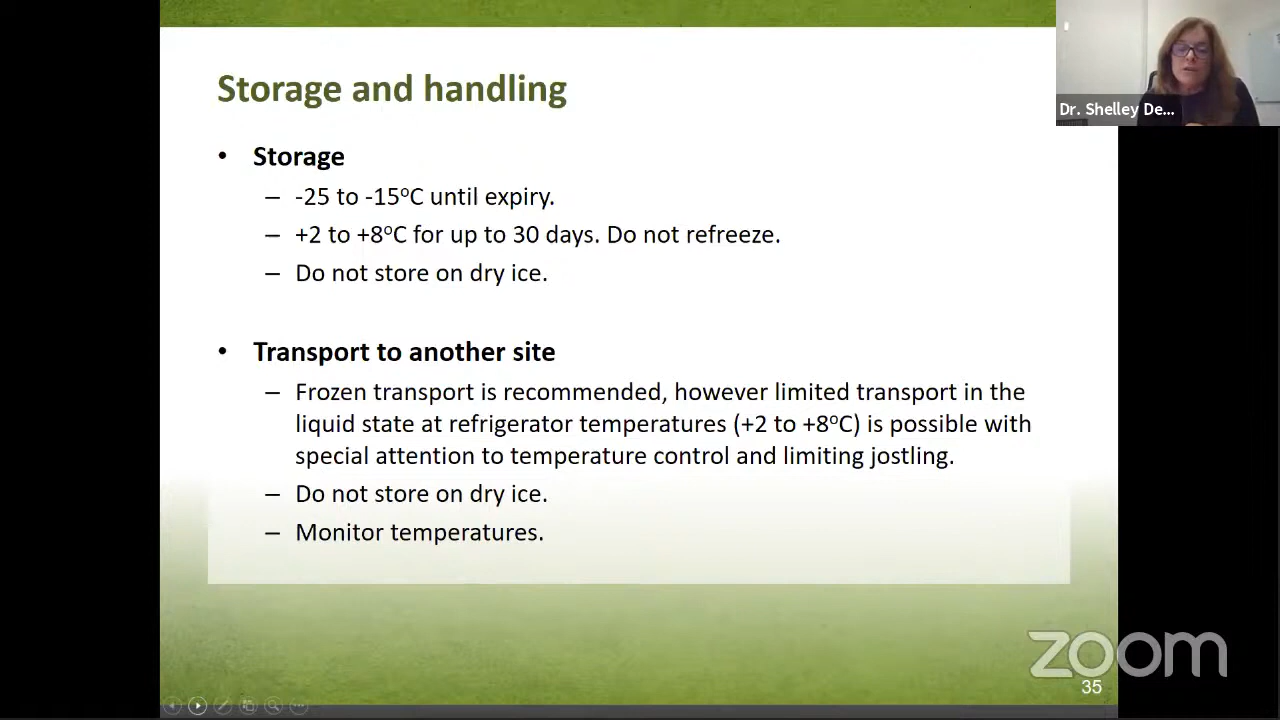 Storage and handling
Dr. Shelley De...
• Storage
– -25 to -15°C until expiry.
– +2 to +8°C for up to 30 days. Do not refreeze.
– Do not store on dry ice.
• Transport to another site
– Frozen transport is recommended, however limited transport in the
liquid state at refrigerator temperatures (+2 to +8°C) is possible with
special attention to temperature control and limiting jostling.
– Do not store on dry ice.
– Monitor temperatures.
zoom
35